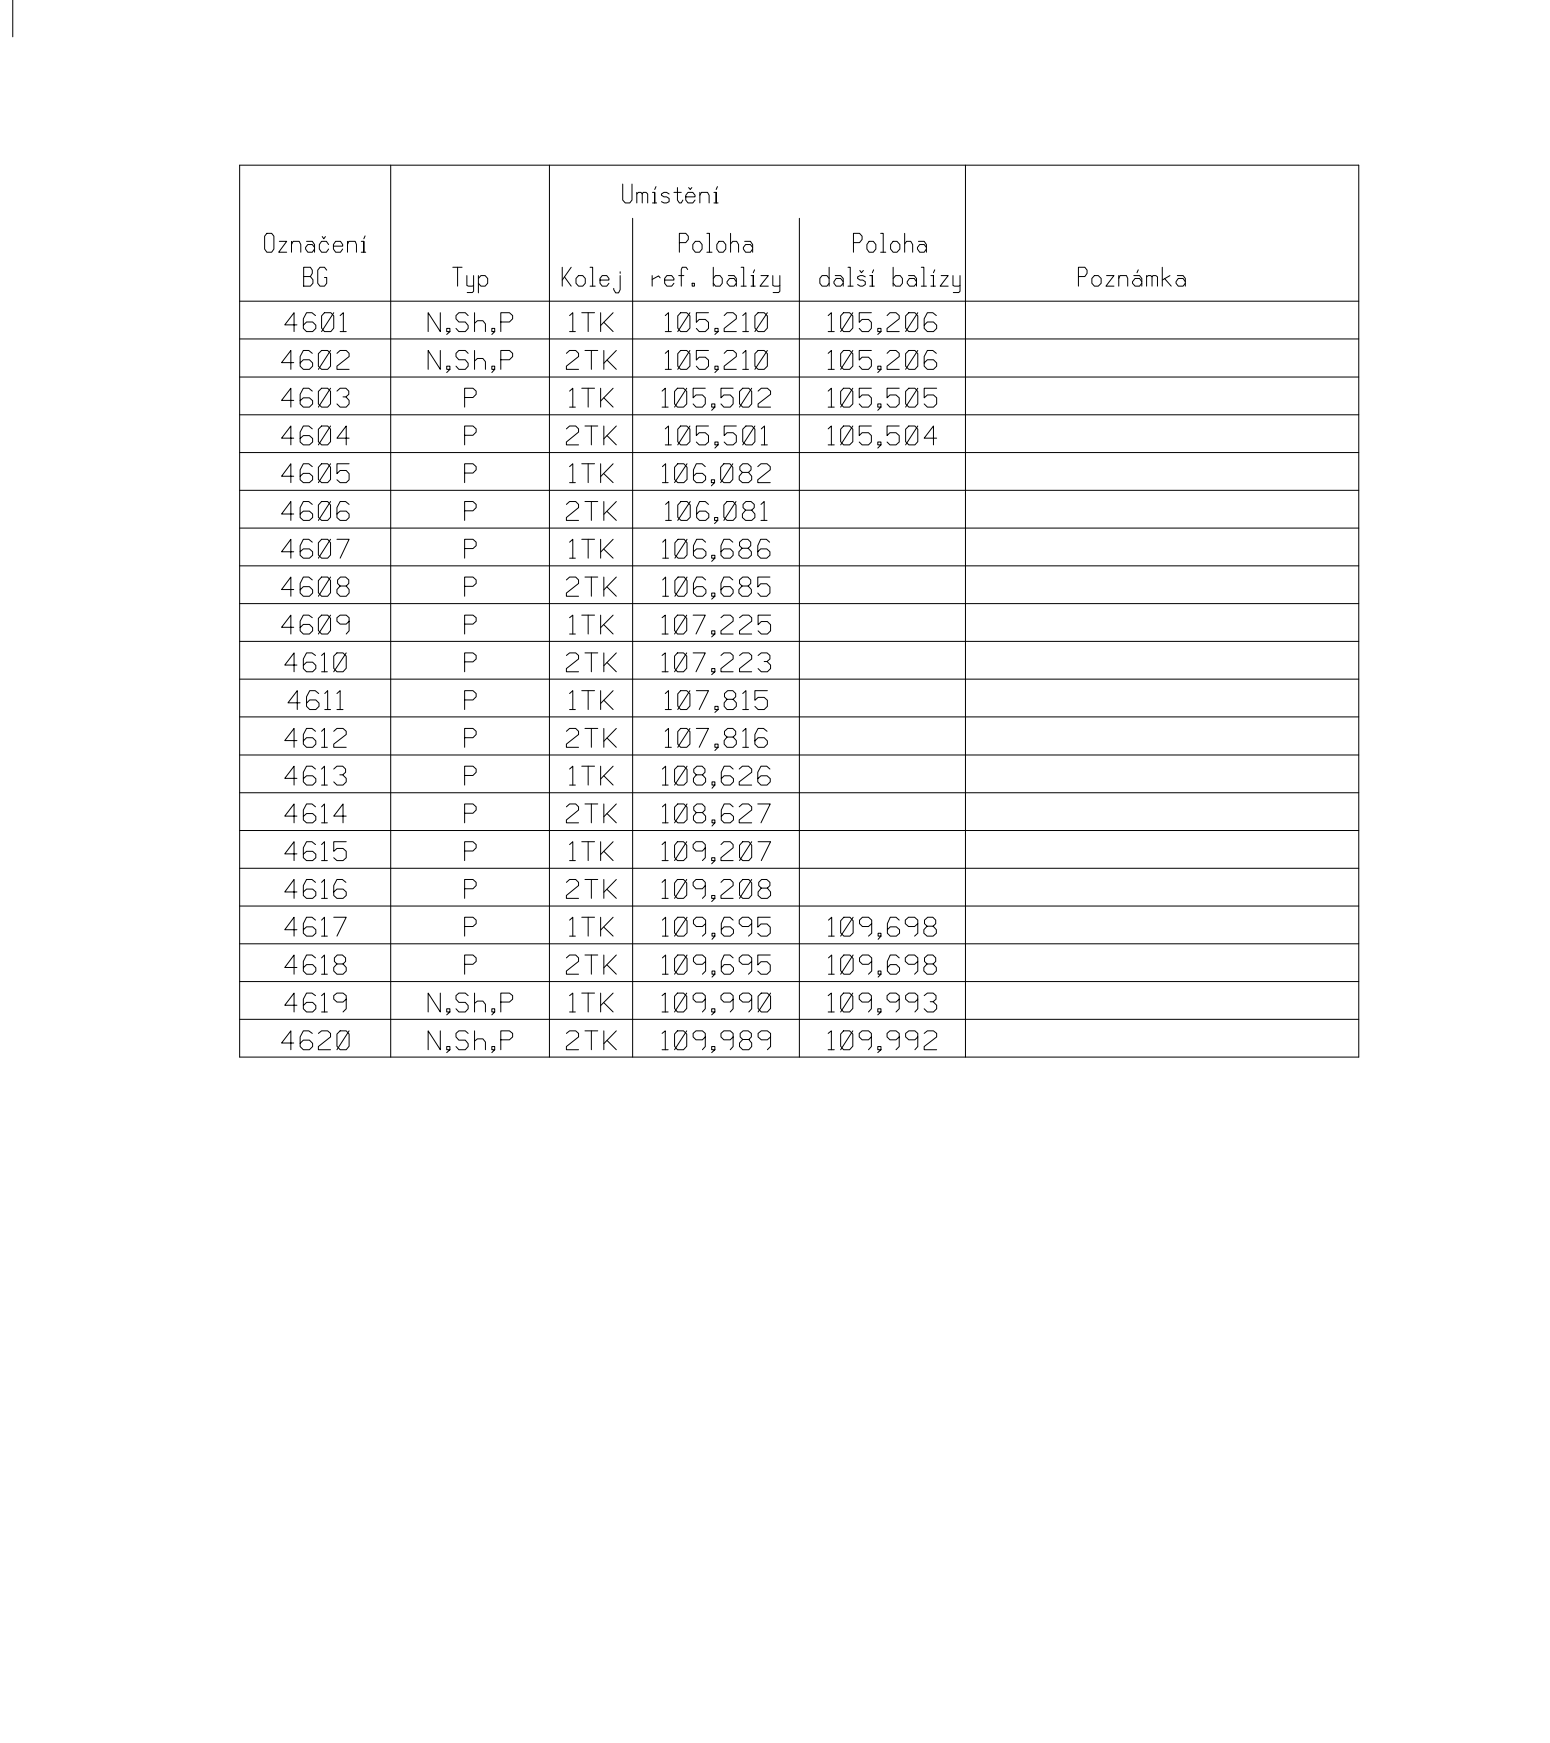 Umístění
Označení BG Typ Kolej Poloha ref. balízy Poloha další balízy Poznámka
4601 N,Sh,P 1TK 105,210 105,206
4602 N,Sh,P 2TK 105,210 105,206
4603 P 1TK 105,502 105,505
4604 P 2TK 105,501 105,504
4605 P 1TK 106,082
4606 P 2TK 106,081
4607 P 1TK 106,686
4608 P 2TK 106,685
4609 P 1TK 107,225
4610 P 2TK 107,223
4611 P 1TK 107,815
4612 P 2TK 107,816
4613 P 1TK 108,626
4614 P 2TK 108,627
4615 P 1TK 109,207
4616 P 2TK 109,208
4617 P 1TK 109,695 109,698
4618 P 2TK 109,695 109,698
4619 N,Sh,P 1TK 109,990 109,993
4620 N,Sh,P 2TK 109,989 109,992